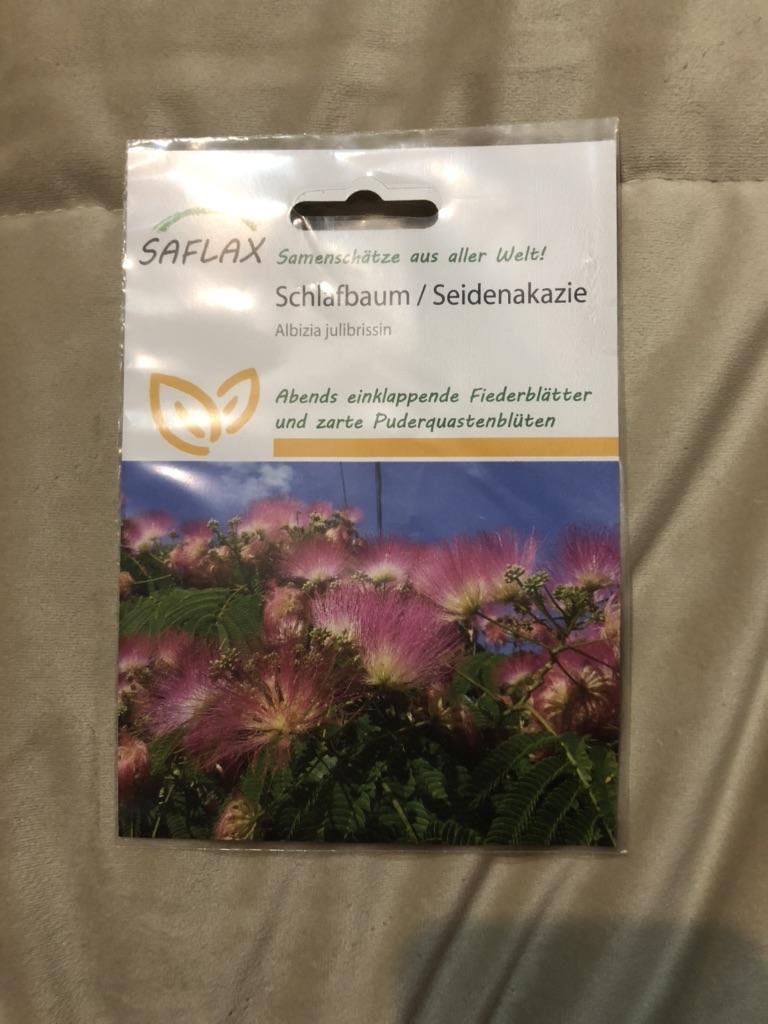 SAFLAX
Samenschätze aus aller Welt!
Schlafbaum / Seidenakazie
Albizia julibrissin
Abends einklappende Fiederblätter
und zarte Puderquastenblüten